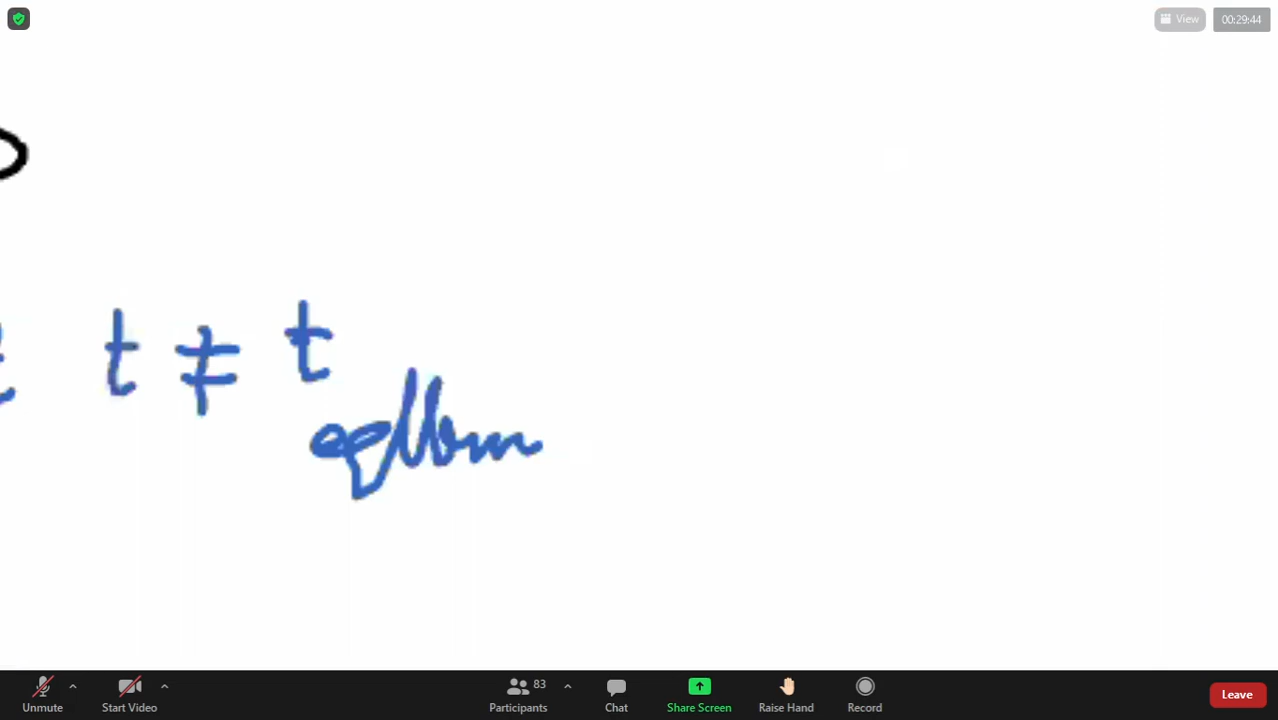 View
00:29:44
t ≠ t
eqlbm
Unmute
Start Video
83
Participants
Chat
Share Screen
Raise Hand
Record
Leave